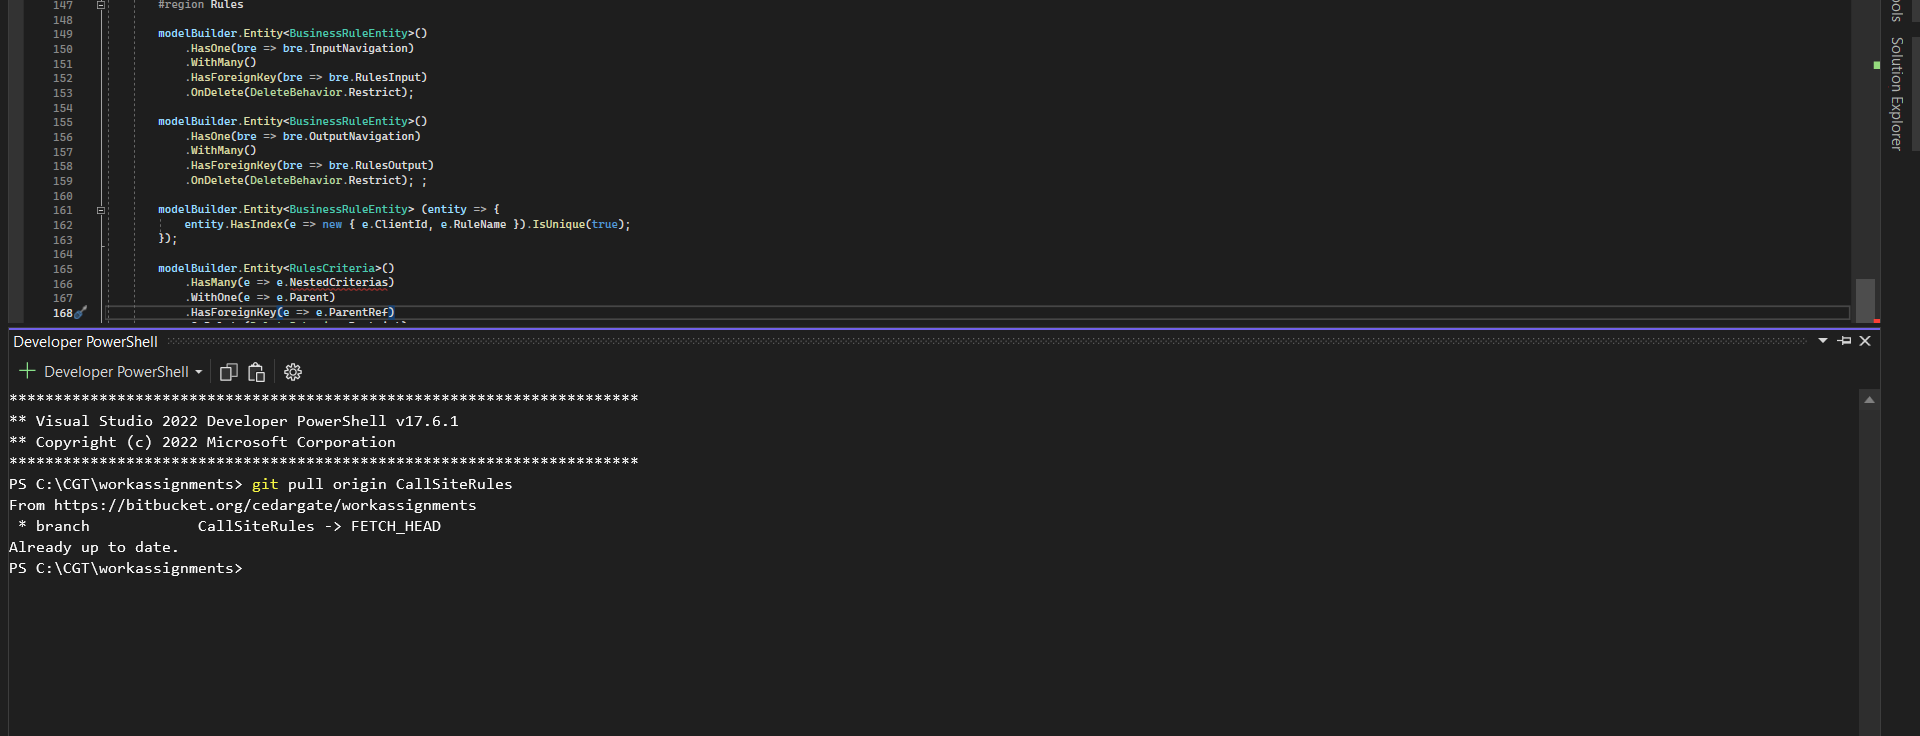 147 #region Rules
148
149 modelBuilder.Entity<BusinessRuleEntity>()
150 .HasOne(bre => bre.InputNavigation)
151 .WithMany()
152 .HasForeignKey(bre => bre.RulesInput)
153 .OnDelete(DeleteBehavior.Restrict);
154
155 modelBuilder.Entity<BusinessRuleEntity>()
156 .HasOne(bre => bre.OutputNavigation)
157 .WithMany()
158 .HasForeignKey(bre => bre.RulesOutput)
159 .OnDelete(DeleteBehavior.Restrict); ;
160
161 modelBuilder.Entity<BusinessRuleEntity> (entity => {
162 entity.HasIndex(e => new { e.ClientId, e.RuleName }).IsUnique(true);
163 });
164
165 modelBuilder.Entity<RulesCriteria>()
166 .HasMany(e => e.NestedCriterias)
167 .WithOne(e => e.Parent)
168 .HasForeignKey(e => e.ParentRef)
Solution Explorer
Developer PowerShell
Developer PowerShell
**********************************************************************
** Visual Studio 2022 Developer PowerShell v17.6.1
** Copyright (c) 2022 Microsoft Corporation
**********************************************************************
PS C:\CGT\workassignments> git pull origin CallSiteRules
From https://bitbucket.org/cedargate/workassignments
* branch CallSiteRules -> FETCH_HEAD
Already up to date.
PS C:\CGT\workassignments>